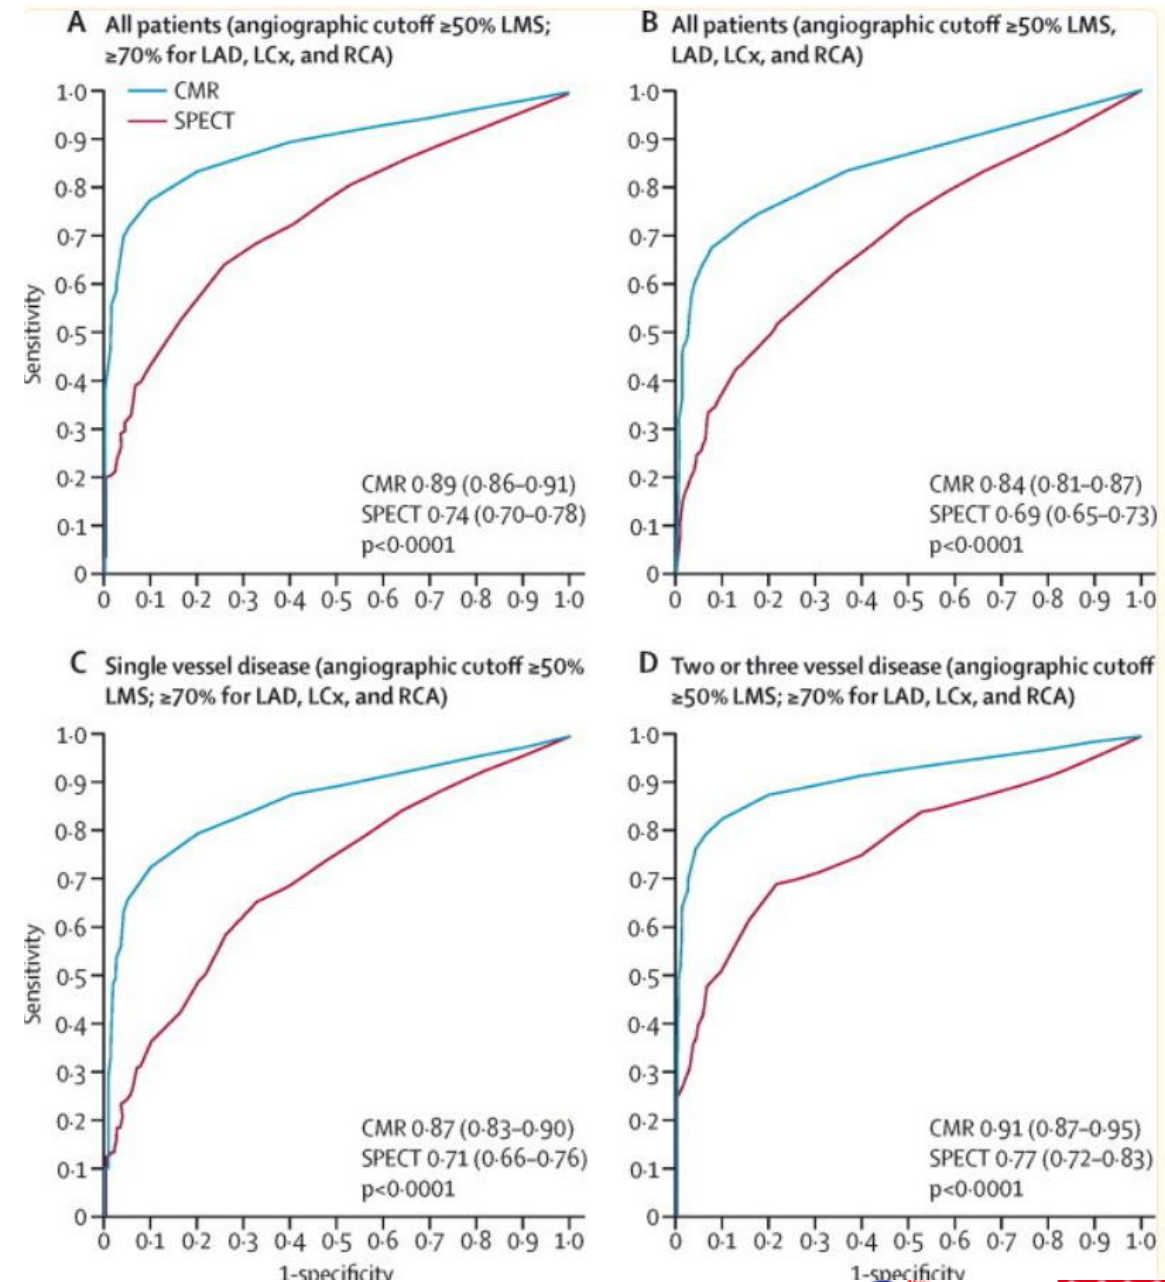 A All patients (angiographic cutoff ≥50% LMS;
≥70% for LAD, LCx, and RCA)
CMR
SPECT
1·0
0·9
0·8
0·7
0·6
0·5
0·4
0·3
0·2
0·1
0
Sensitivity
CMR 0·89 (0·86–0·91)
SPECT 0·74 (0·70–0·78)
p<0·0001
0 0·1 0·2 0·3 0·4 0·5 0·6 0·7 0·8 0·9 1·0
B All patients (angiographic cutoff ≥50% LMS,
LAD, LCx, and RCA)
1·0
0·9
0·8
0·7
0·6
0·5
0·4
0·3
0·2
0·1
0
CMR 0·84 (0·81–0·87)
SPECT 0·69 (0·65–0·73)
p<0·0001
0 0·1 0·2 0·3 0·4 0·5 0·6 0·7 0·8 0·9 1·0
C Single vessel disease (angiographic cutoff ≥50%
LMS; ≥70% for LAD, LCx, and RCA)
1·0
0·9
0·8
0·7
0·6
0·5
0·4
0·3
0·2
0·1
0
Sensitivity
CMR 0·87 (0·83–0·90)
SPECT 0·71 (0·66–0·76)
p<0·0001
0 0·1 0·2 0·3 0·4 0·5 0·6 0·7 0·8 0·9 1·0
1-specificity
D Two or three vessel disease (angiographic cutoff
≥50% LMS; ≥70% for LAD, LCx, and RCA)
1·0
0·9
0·8
0·7
0·6
0·5
0·4
0·3
0·2
0·1
0
CMR 0·91 (0·87–0·95)
SPECT 0·77 (0·72–0·83)
p<0·0001
0 0·1 0·2 0·3 0·4 0·5 0·6 0·7 0·8 0·9 1·0
1-specificity